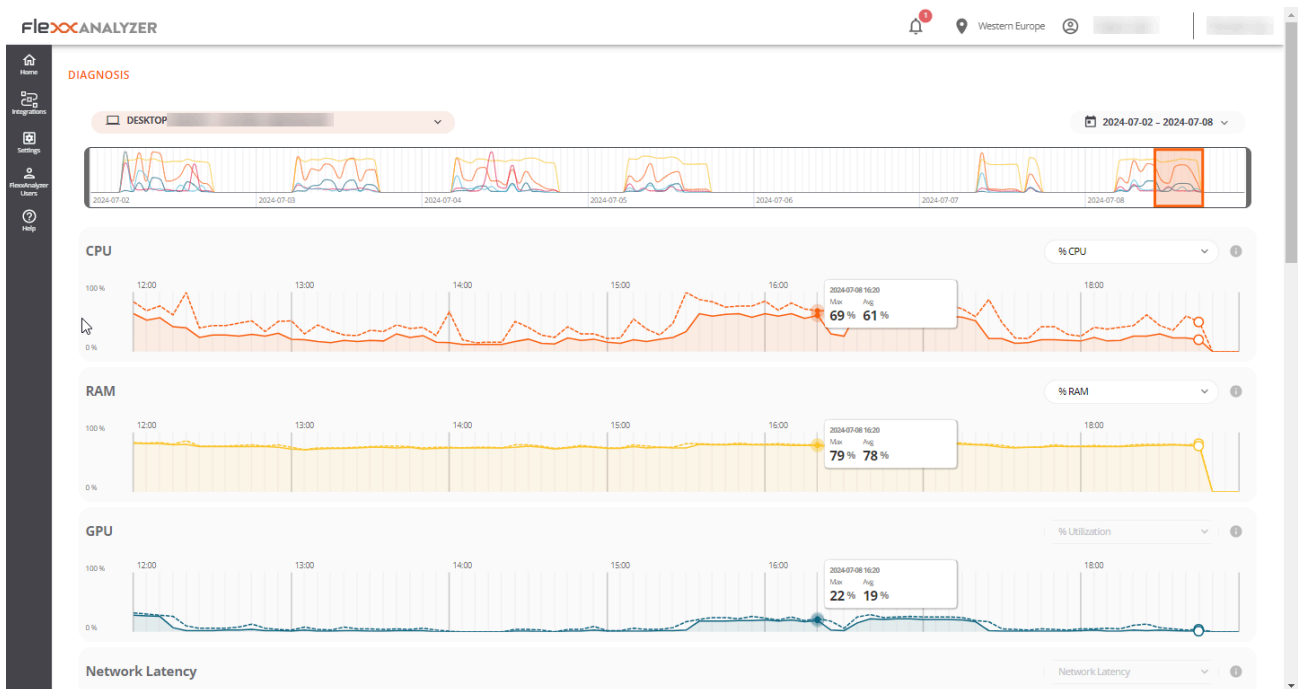 FlexxANALYZER
1
Western Europe
Home
Integrations
Settings
FlexxAnalyzer
Users
Help
DIAGNOSIS
DESKTOP
2024-07-02 - 2024-07-08
2024-07-02 2024-07-03 2024-07-04 2024-07-05 2024-07-06 2024-07-07 2024-07-08
CPU
% CPU
12:00 13:00 14:00 15:00 16:00 18:00
100 %
0 %
2024-07-08 16:20
Max Avg
69 % 61 %
RAM
% RAM
12:00 13:00 14:00 15:00 16:00 18:00
100 %
0 %
2024-07-08 16:20
Max Avg
79 % 78 %
GPU
% Utilization
12:00 13:00 14:00 15:00 16:00 18:00
100 %
0 %
2024-07-08 16:20
Max Avg
22 % 19 %
Network Latency
Network Latency